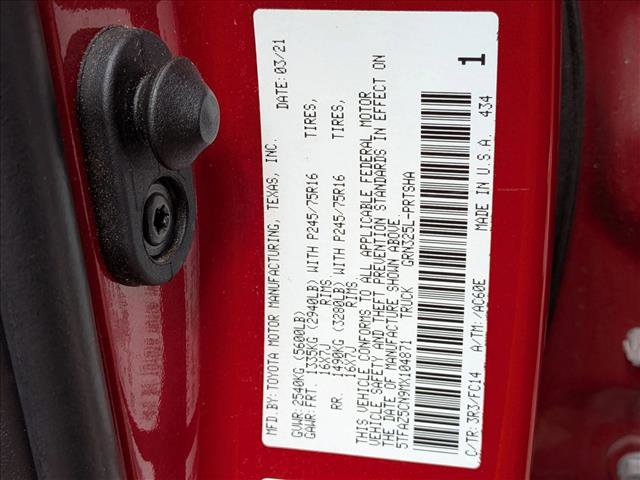 MFD.BY: TOYOTA MOTOR MANUFACTURING, TEXAS, INC. DATE: 03/21
GVWR: 2540KG (5600LB)
GAWR: FRT. 1335KG (2940LB) WITH P245/75R16 TIRES,
16X7J RIMS
RR. 1490KG (3280LB) WITH P245/75R16 TIRES,
16X7J RIMS
THIS VEHICLE CONFORMS TO ALL APPLICABLE FEDERAL MOTOR
VEHICLE SAFETY AND THEFT PREVENTION STANDARDS IN EFFECT ON
THE DATE OF MANUFACTURE SHOWN ABOVE.
5TFAZ5CN9MX104871 TRUCK GRN325L-PRTSHA
C/TR: 3R3/FC14 A/TM: /AC60E MADE IN U.S.A. 434
1